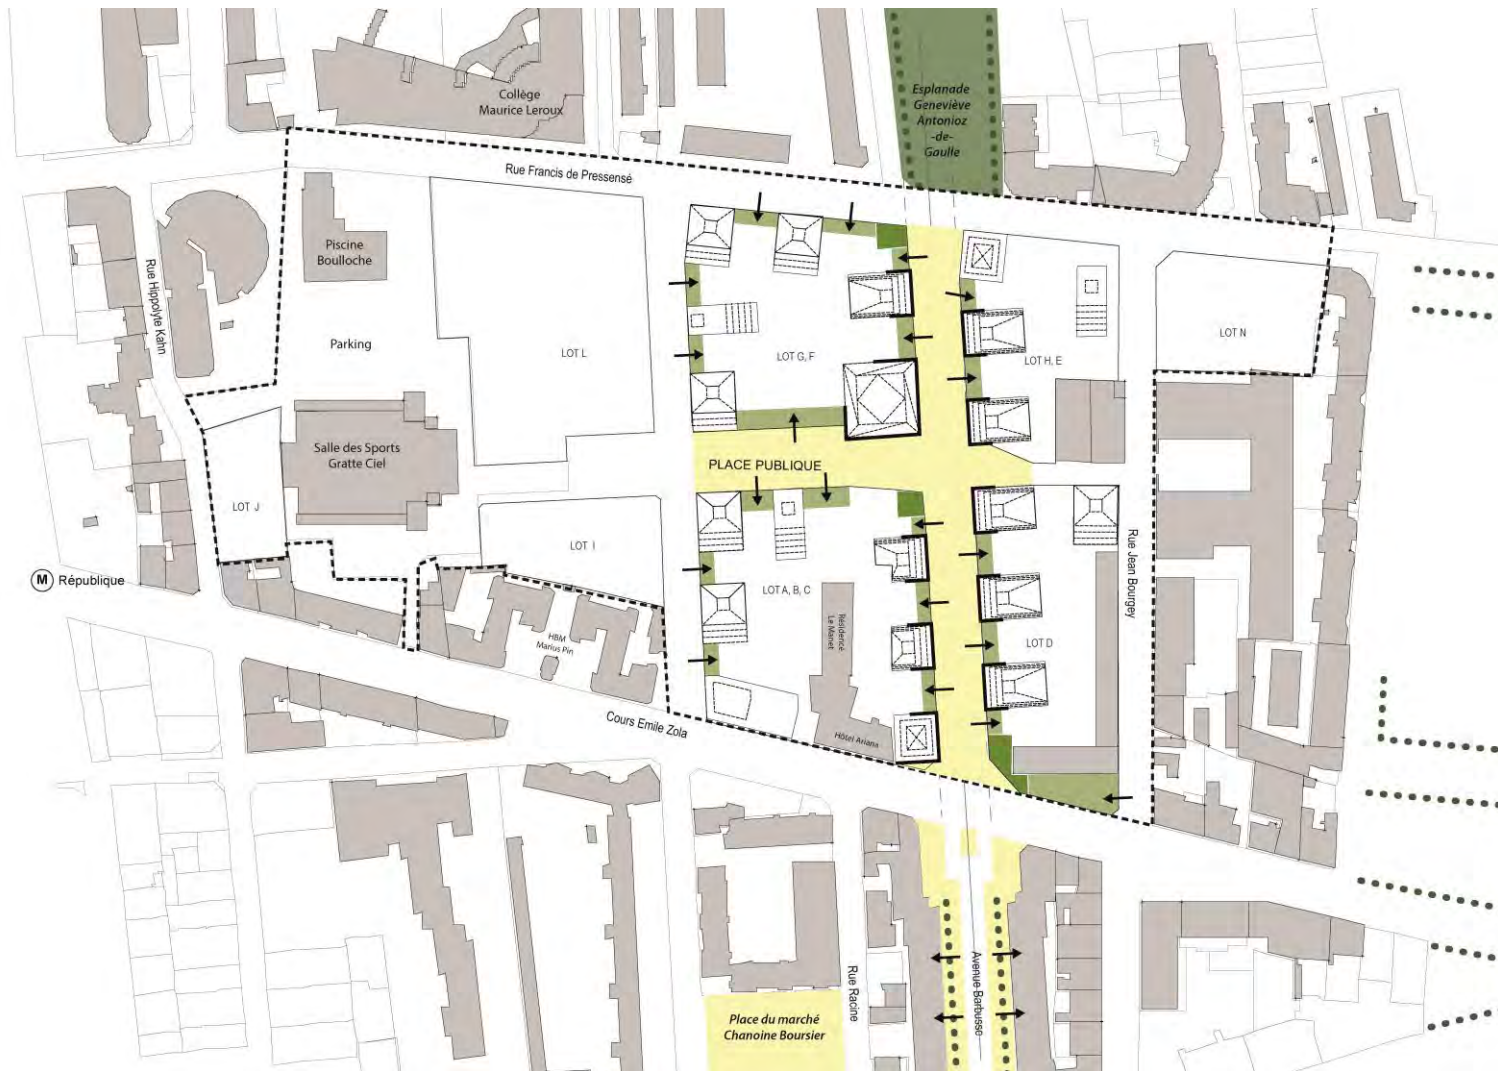 Collège
Maurice Leroux
Esplanade
Geneviève
Antonioz
-de-
Gaulle
Rue Francis de Pressensé
Piscine
Boulloche
Rue Hippolyte Kahn
Parking
LOT L
LOT G, F
LOT H, E
LOT N
Salle des Sports
Gratte Ciel
PLACE PUBLIQUE
LOT J
LOT I
M République
LOT A, B, C
Résidence
Le Manet
Rue Jean Bourgey
LOT D
HBM
Marius Pin
Cours Emile Zola
Hôtel Ariana
Rue Racine
Avenue Barbusse
Place du marché
Chanoine Boursier